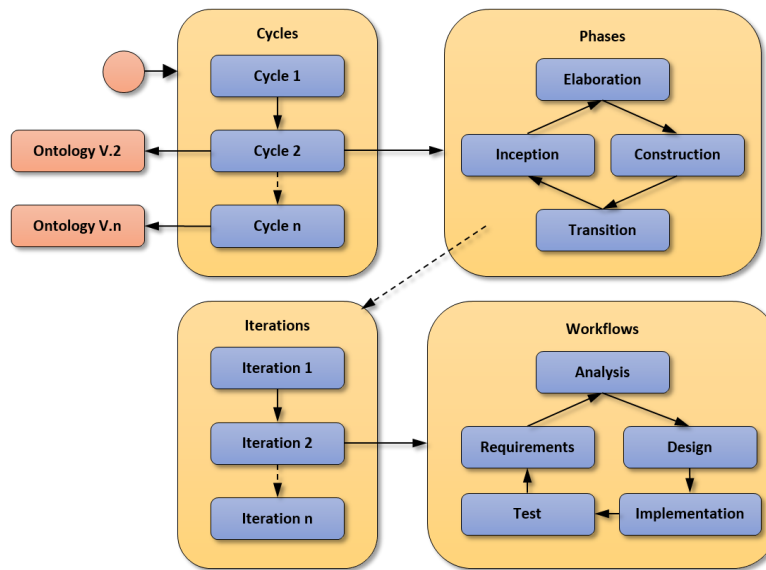 Cycles
Cycle 1
Cycle 2
Cycle n
Ontology V.2
Ontology V.n
Phases
Elaboration
Inception
Construction
Transition
Iterations
Iteration 1
Iteration 2
Iteration n
Workflows
Analysis
Requirements
Design
Test
Implementation